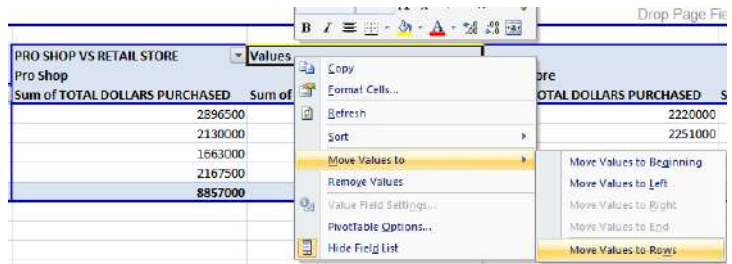 Drop Page Fie
B I A
PRO SHOP VS RETAIL STORE Values
Pro Shop ore
Sum of TOTAL DOLLARS PURCHASED Sum of OTAL DOLLARS PURCHASED S
2896500 2220000
2130000 2251000
1663000
2167500
8857000
Copy
Format Cells...
Refresh
Sort
Move Values to
Remove Values
Value Field Settings...
PivotTable Options...
Hide Field List
Move Values to Beginning
Move Values to Left
Move Values to Right
Move Values to End
Move Values to Rows